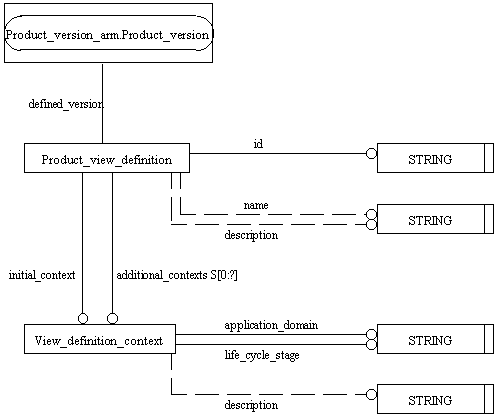 Product_version_arm.Product_version
defined_version
id
Product_view_definition
STRING
name
STRING
description
initial_context
additional_contexts S[0:?]
application_domain
View_definition_context
STRING
life_cycle_stage
description
STRING